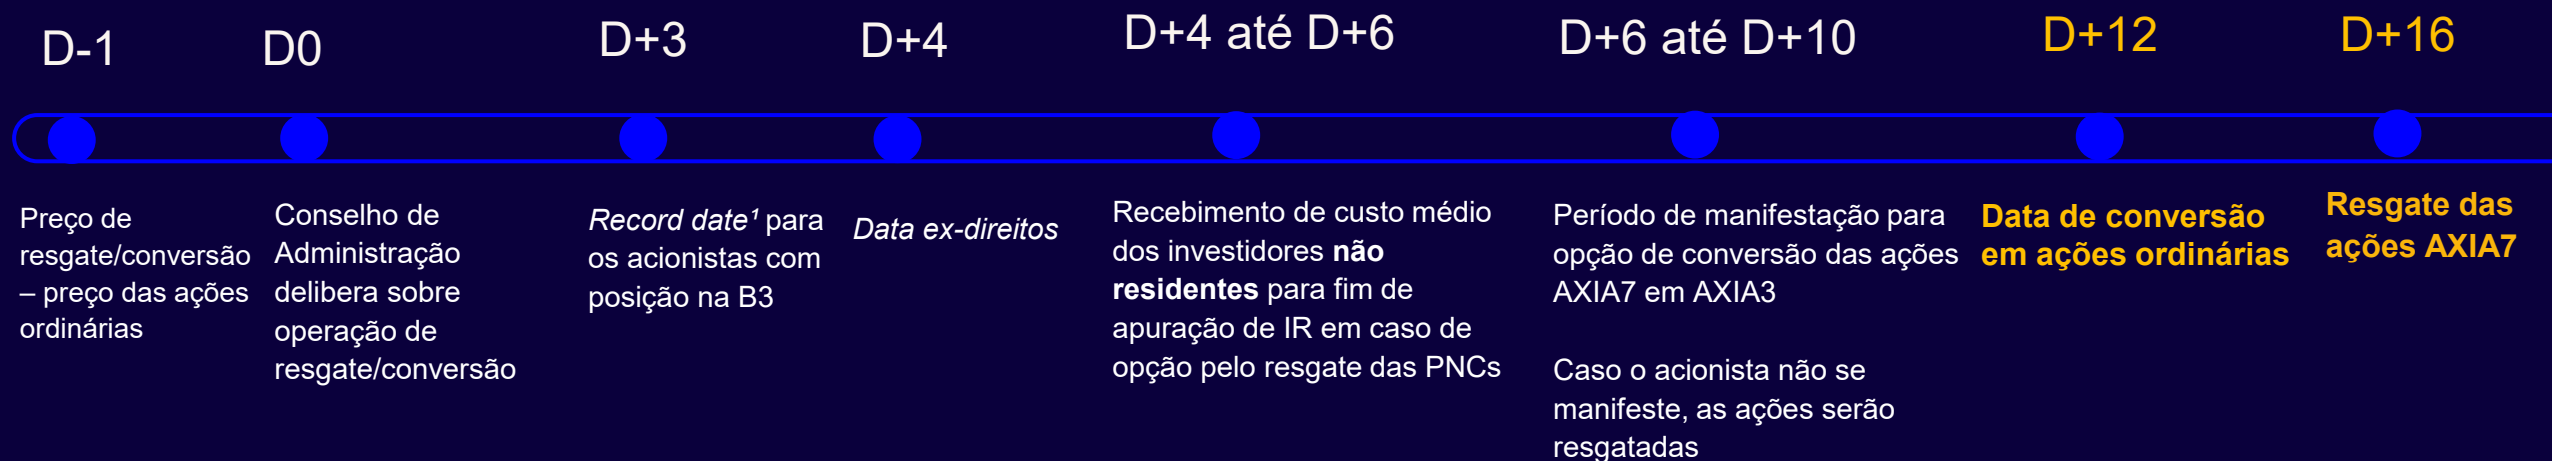 D-1
D0
D+3
D+4
D+4 até D+6
D+6 até D+10
D+12
D+16
Preço de
resgate/conversão
– preço das ações
ordinárias
Conselho de
Administração
delibera sobre
operação de
resgate/conversão
Record date¹ para
os acionistas com
posição na B3
Data ex-direitos
Recebimento de custo médio
dos investidores não
residentes para fim de
apuração de IR em caso de
opção pelo resgate das PNCs
Período de manifestação para
opção de conversão das ações
AXIA7 em AXIA3
Caso o acionista não se
manifeste, as ações serão
resgatadas
Data de conversão
em ações ordinárias
Resgate das
ações AXIA7